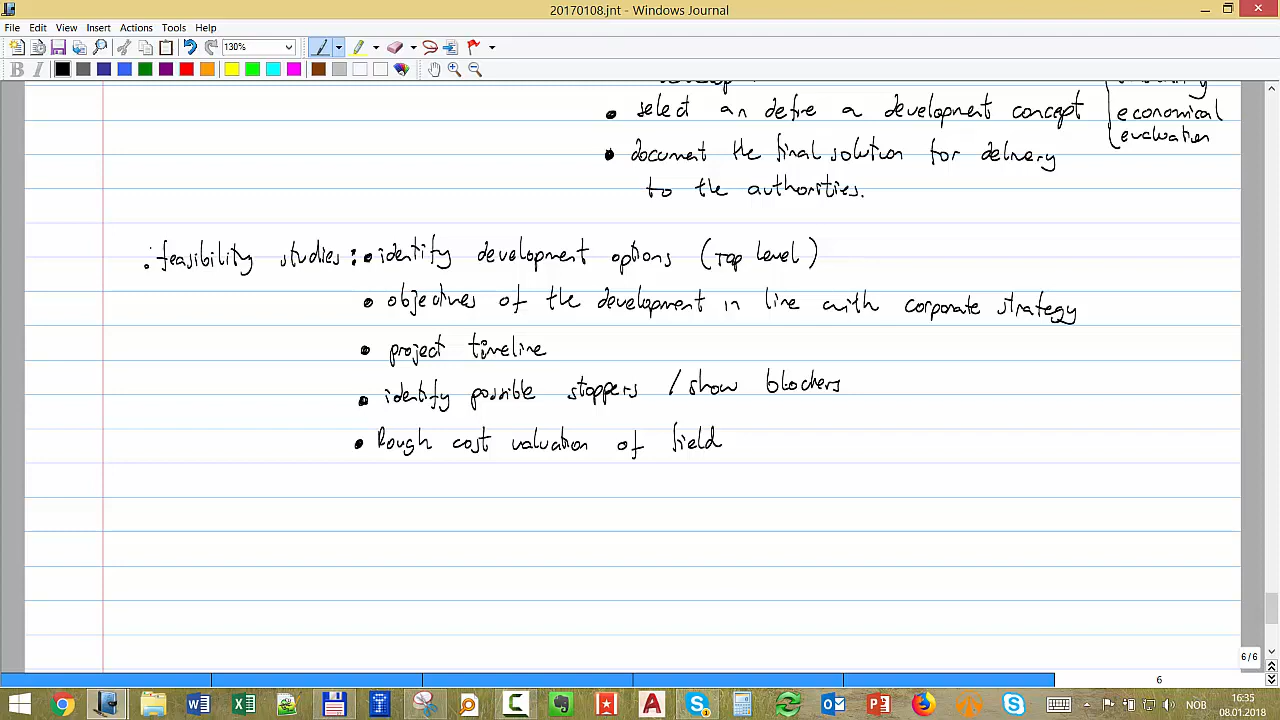 20170108.jnt - Windows Journal
File Edit View Insert Actions Tools Help
130%
• select an define a development concept
economical
evaluation
• document the final solution for delivery
to the authorities.
feasibility studies: • identify development options (Top level)
• objectives of the development in line with corporate strategy
• project timeline
• identify possible stoppers / show blockers
• Rough cost valuation of field
6/6
6
16:35
NOB
08.01.2018